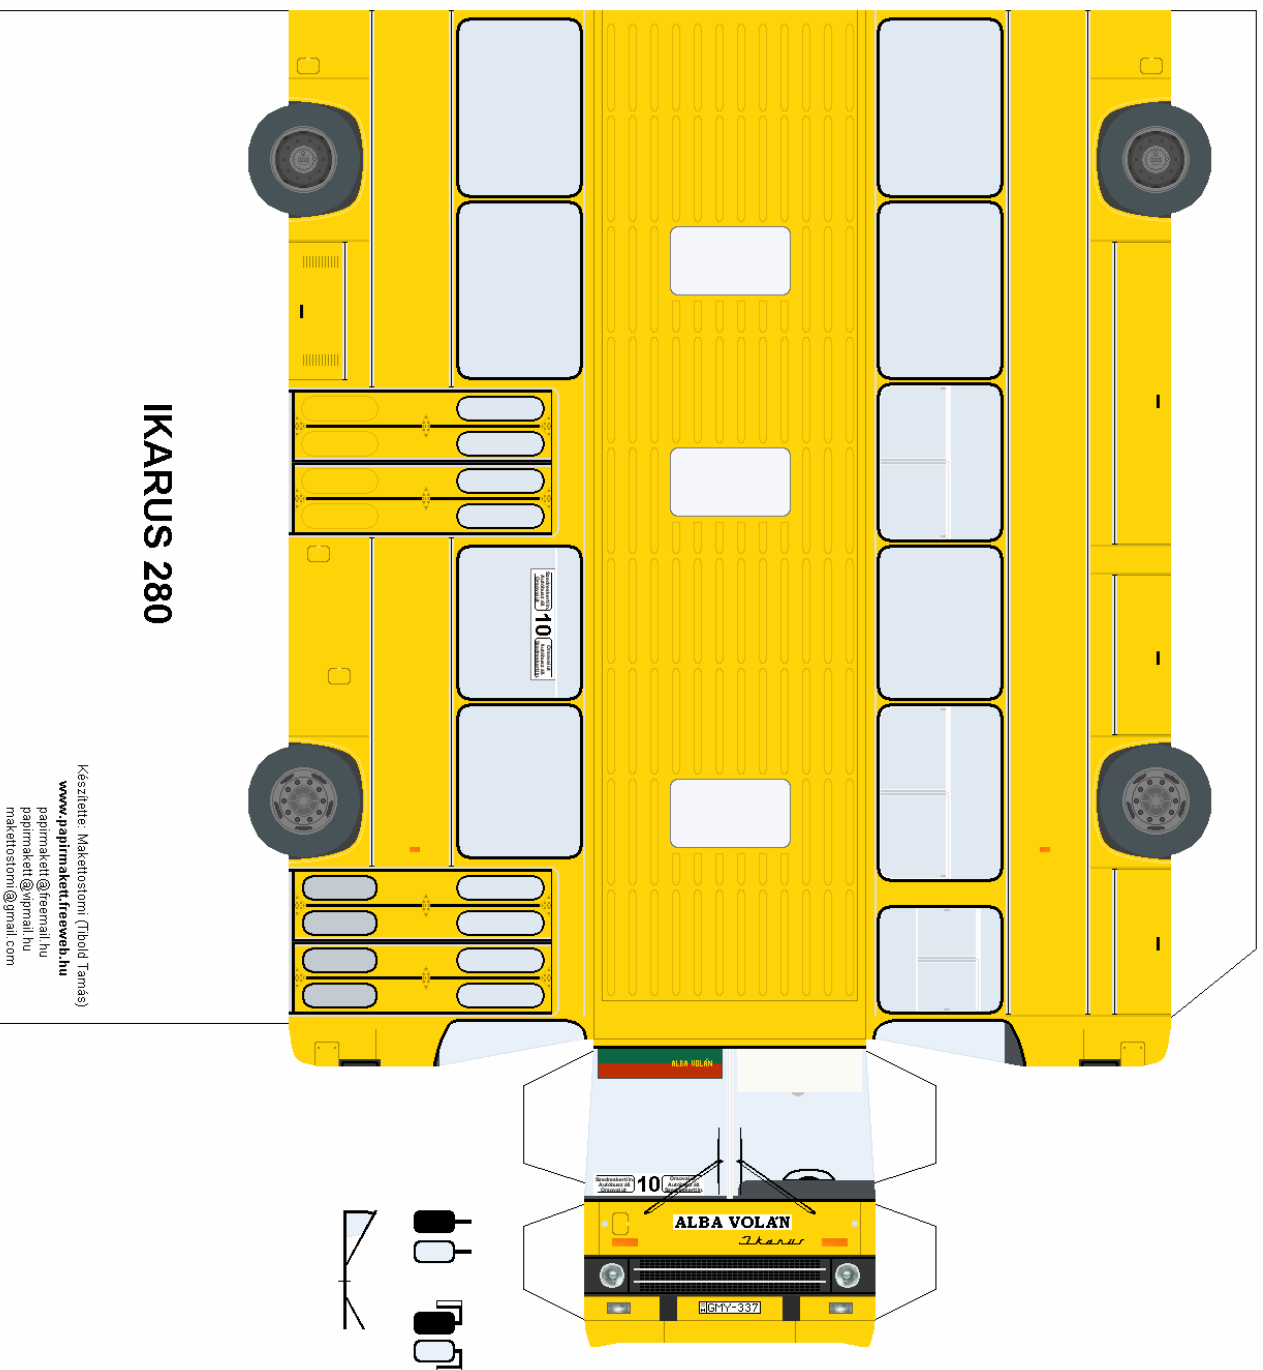 IKARUS 280
Készítette: Makettostomi (Tibold Tamás)
www.papirmakett.freeweb.hu
papirmakett@freemail.hu
papirmakett@vipmail.hu
makettostomi@gmail.com
10
ALBA VOLÁN
10
ALBA VOLÁN
Ikarus
GMY-337